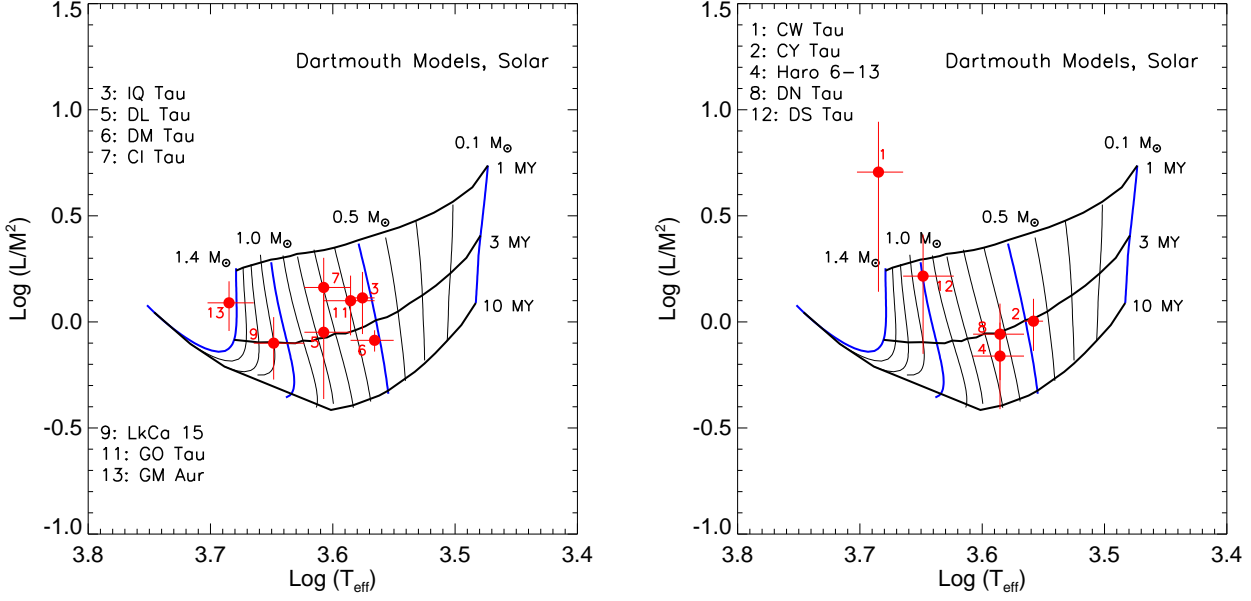 1.5
Dartmouth Models, Solar
3: IQ Tau
5: DL Tau
6: DM Tau
7: CI Tau
1.0
0.1 M⊙
1 MY
0.5 M⊙
0.5
1.0 M⊙
3 MY
1.4 M⊙
7
3
13
11
10 MY
0.0
9
5
6
-0.5
9: LkCa 15
11: GO Tau
13: GM Aur
-1.0
3.8 3.7 3.6 3.5 3.4
Log (T_eff)
Log (L/M²)
1.5
1: CW Tau
2: CY Tau
4: Haro 6-13
8: DN Tau
12: DS Tau
Dartmouth Models, Solar
1.0
1
0.1 M⊙
1 MY
0.5 M⊙
0.5
1.0 M⊙
3 MY
1.4 M⊙
12
10 MY
0.0
2
8
4
-0.5
-1.0
3.8 3.7 3.6 3.5 3.4
Log (T_eff)
Log (L/M²)